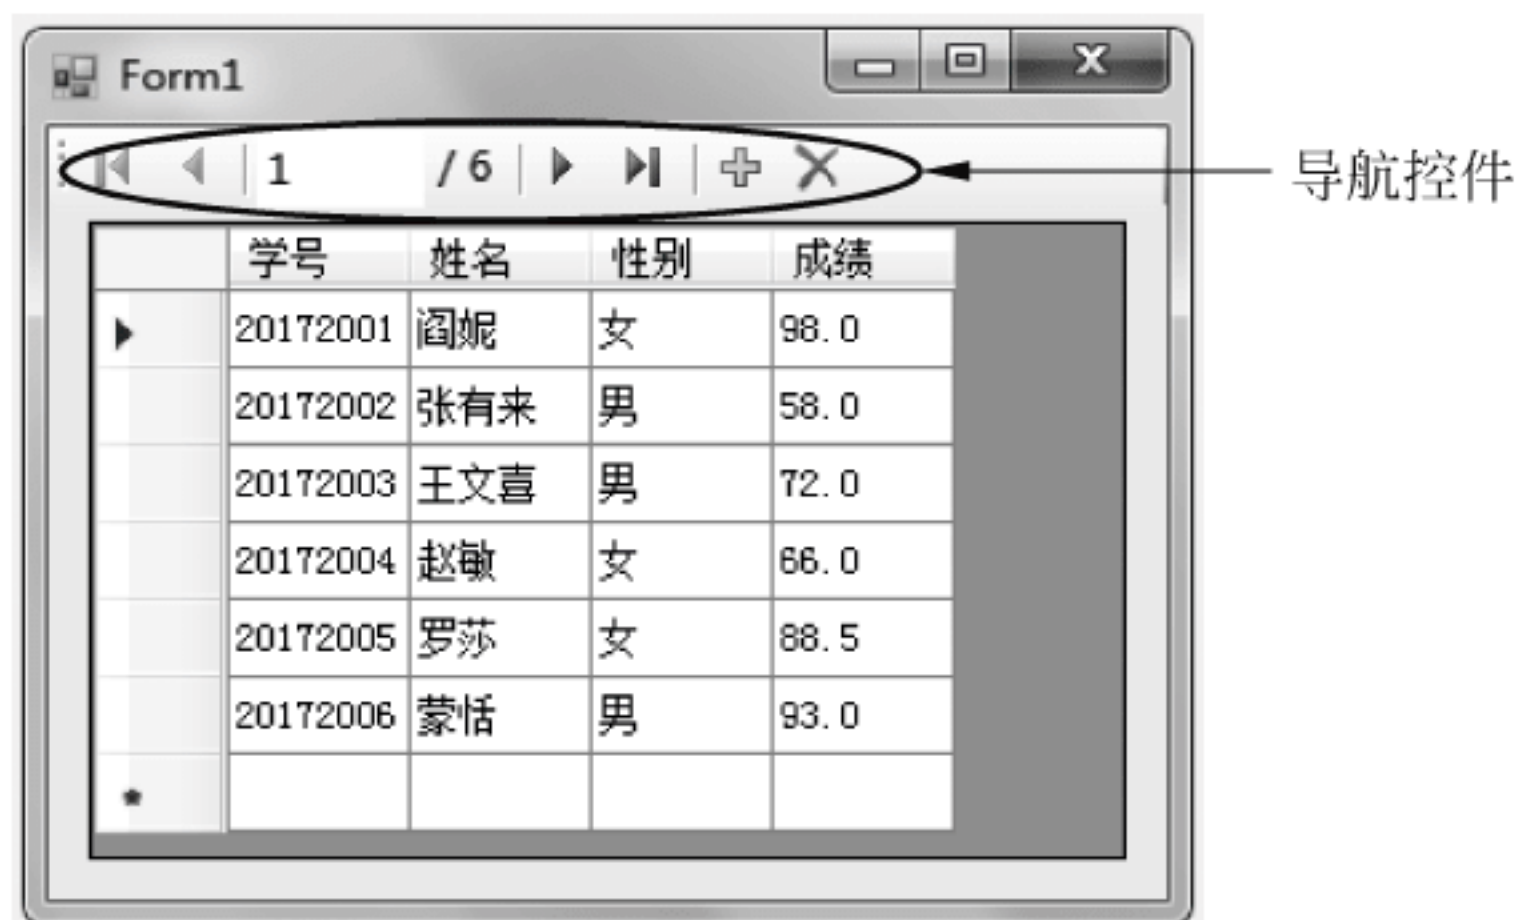 Form1
1 / 6
导航控件
学号 姓名 性别 成绩
20172001 阎妮 女 98.0
20172002 张有来 男 58.0
20172003 王文喜 男 72.0
20172004 赵敏 女 66.0
20172005 罗莎 女 88.5
20172006 蒙恬 男 93.0